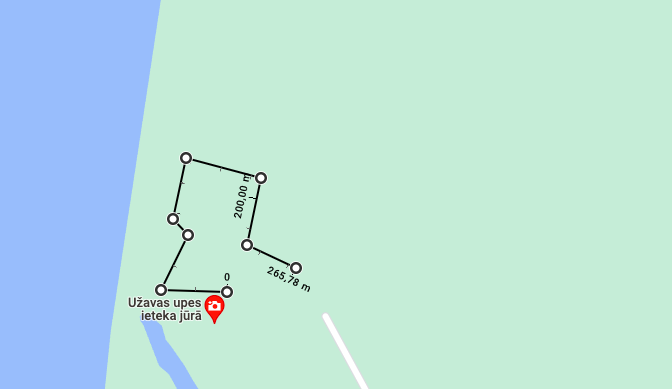 200,00 m
0
265,78 m
Užavas upes
ieteka jūrā